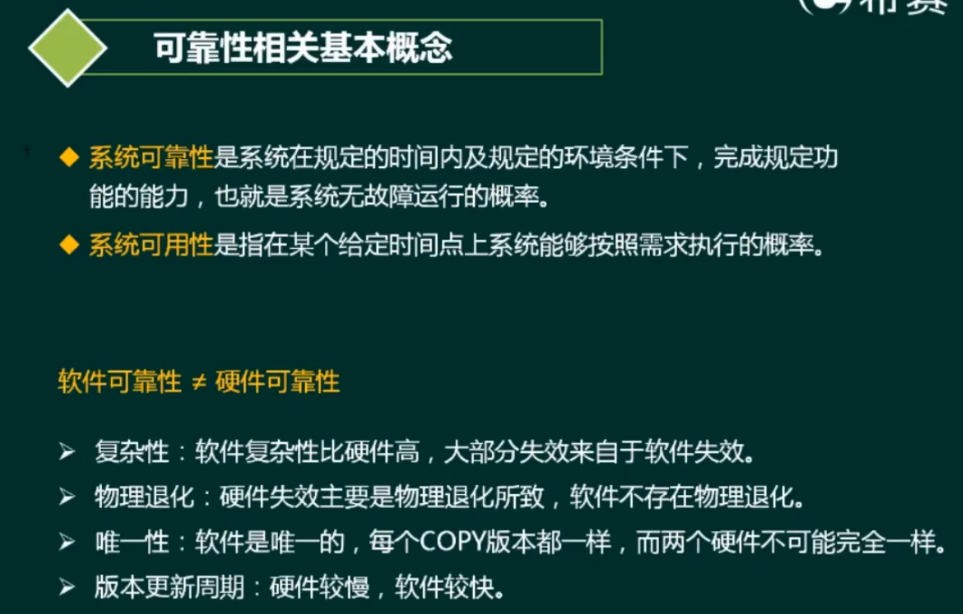 可靠性相关基本概念
系统可靠性是系统在规定的时间内及规定的环境条件下，完成规定功
能的能力，也就是系统无故障运行的概率。
系统可用性是指在某个给定时间点上系统能够按照需求执行的概率。
软件可靠性 ≠ 硬件可靠性
复杂性：软件复杂性比硬件高，大部分失效来自于软件失效。
物理退化：硬件失效主要是物理退化所致，软件不存在物理退化。
唯一性：软件是唯一的，每个COPY版本都一样，而两个硬件不可能完全一样。
版本更新周期：硬件较慢，软件较快。